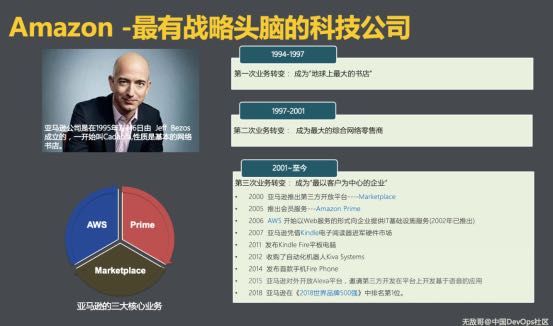 Amazon -最有战略头脑的科技公司
亚马逊公司是在1995年7月16日由 Jeff Bezos
成立的，一开始叫Cadabra.性质是基本的网络
书店。
1994-1997
第一次业务转变： 成为“地球上最大的书店”
1997-2001
第二次业务转变： 成为最大的综合网络零售商
2001~至今
第三次业务转变： 成为“最以客户为中心的企业”
• 2000 亚马逊推出第三方开放平台----Marketplace
• 2005 推出会员服务---Amazon Prime
• 2006 AWS 开始以Web服务的形式向企业提供IT基础设施服务(2002年已推出)
• 2007 亚马逊凭借Kindle电子阅读器进军硬件市场
• 2011 发布Kindle Fire平板电脑
• 2012 收购了自动化机器人Kiva Systems
• 2014 发布首款手机Fire Phone
• 2015 亚马逊对外开放Alexa平台，邀请第三方开发在平台上开发基于语音的应用
• 2018 亚马逊在《2018世界品牌500强》中排名第1位。
AWS
Prime
Marketplace
亚马逊的三大核心业务
无敌哥@中国DevOps社区